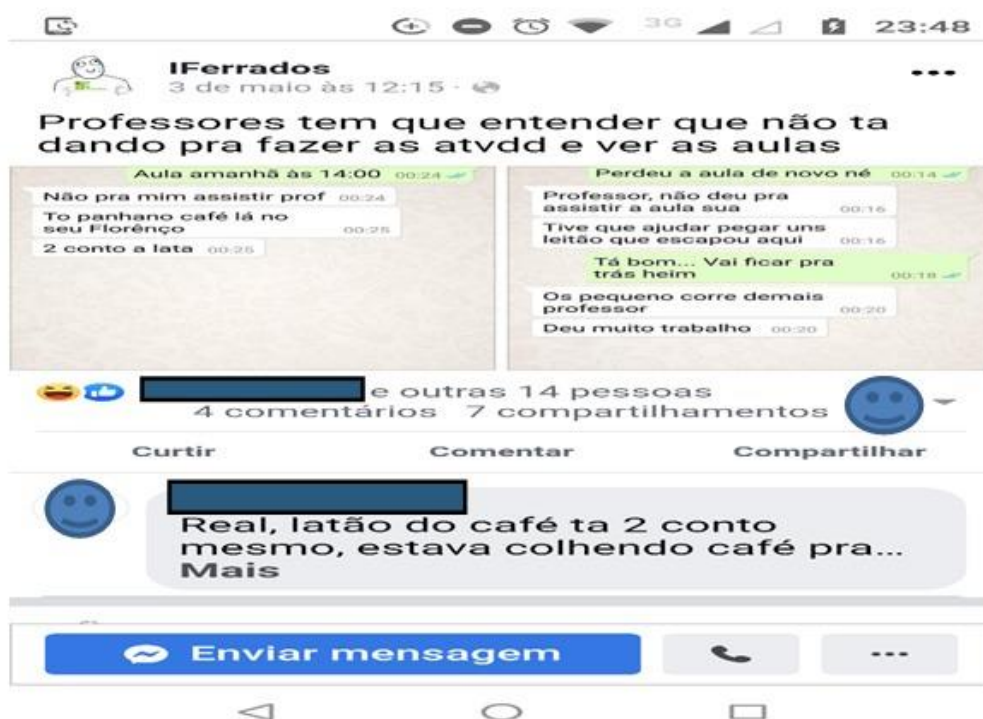 3G 23:48
IFerrados
3 de maio às 12:15
Professores tem que entender que não ta
dando pra fazer as atvdd e ver as aulas
Aula amanhã às 14:00 00:24
Não pra mim assistir prof 00:24
To panhano café lá no
seu Florênço 00:25
2 conto a lata 00:25
Perdeu a aula de novo né 00:14
Professor, não deu pra
assistir a aula sua 00:16
Tive que ajudar pegar uns
leitão que escapou aqui 00:16
Tá bom... Vai ficar pra
trás heim 00:18
Os pequeno corre demais
professor 00:20
Deu muito trabalho 00:20
e outras 14 pessoas
4 comentários 7 compartilhamentos
Curtir Comentar Compartilhar
Real, latão do café ta 2 conto
mesmo, estava colhendo café pra...
Mais
Enviar mensagem